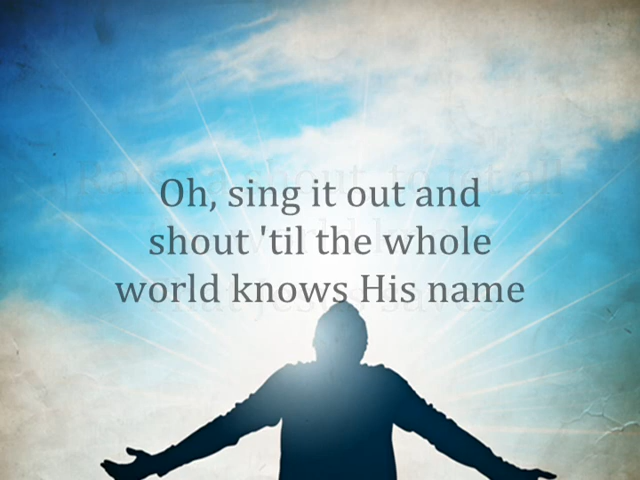 Oh, sing it out and
shout 'til the whole
world knows His name